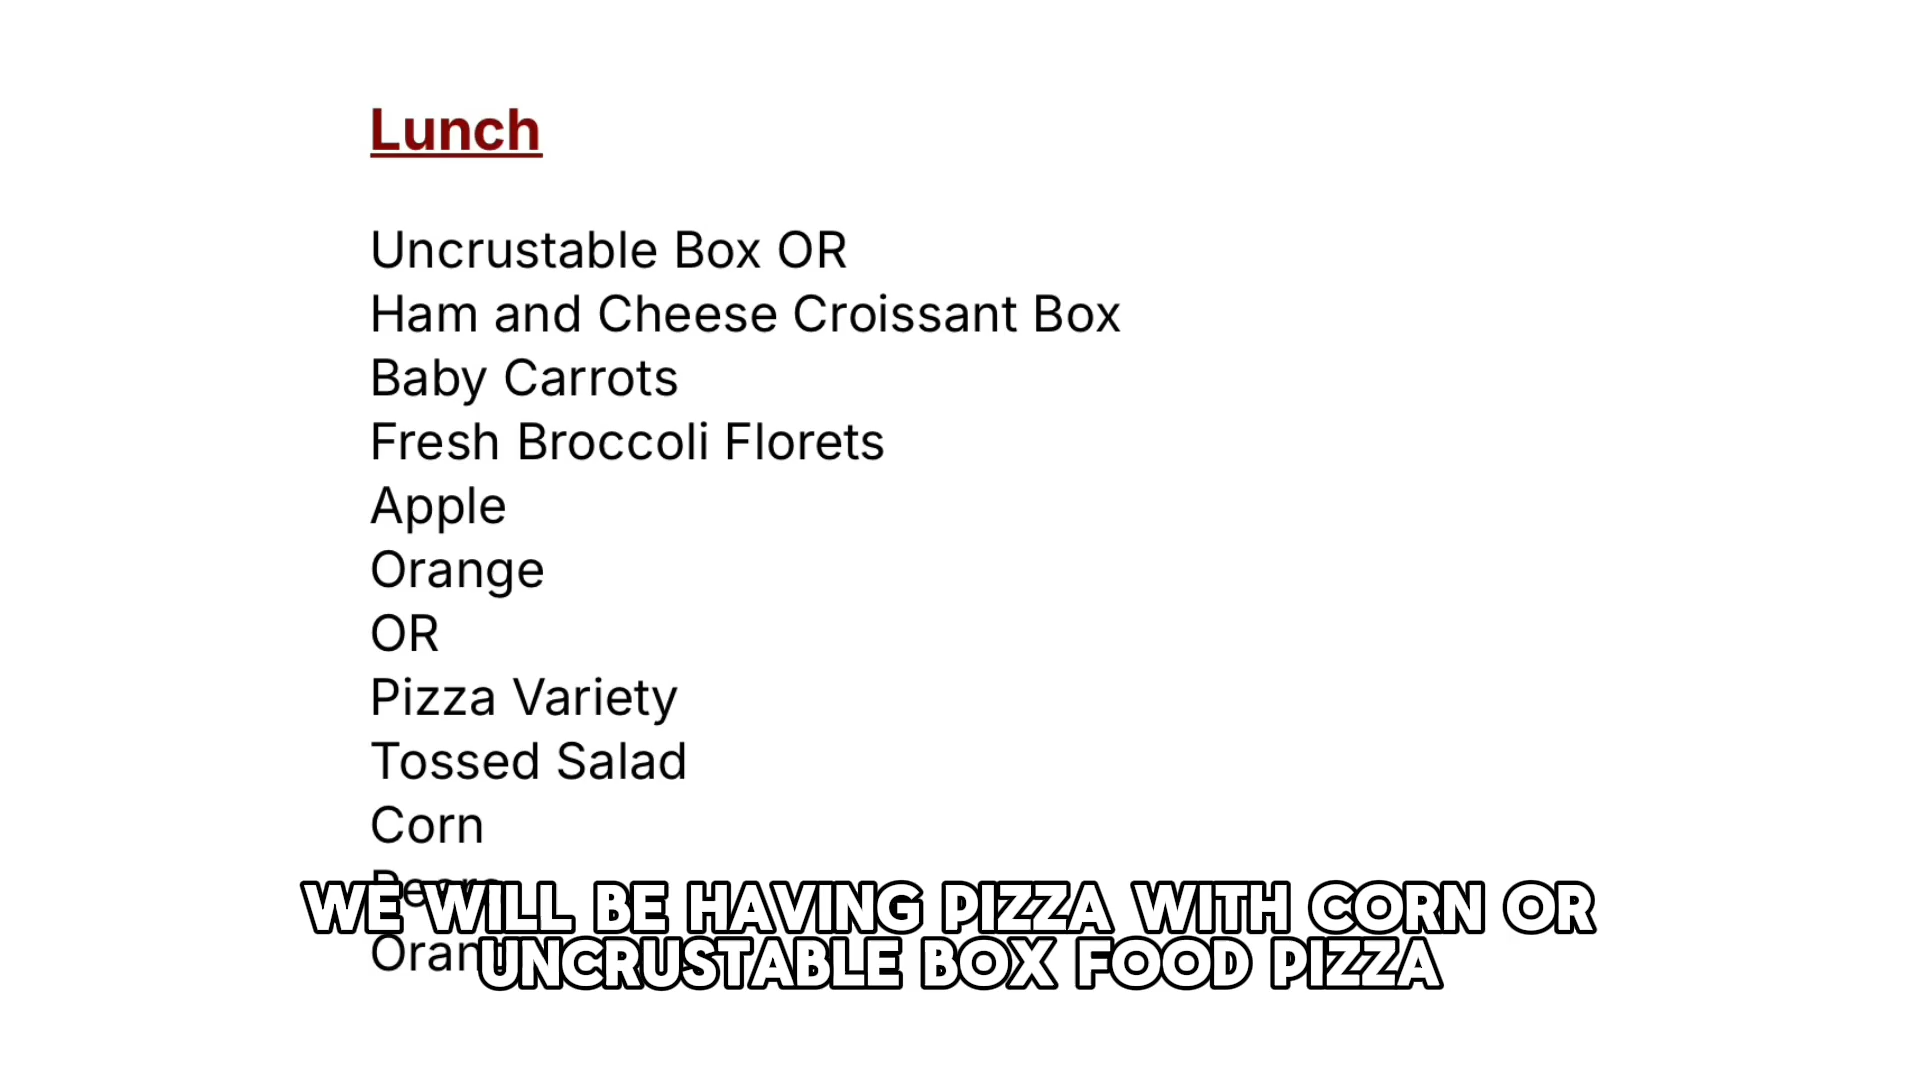 Lunch
Uncrustable Box OR
Ham and Cheese Croissant Box
Baby Carrots
Fresh Broccoli Florets
Apple
Orange
OR
Pizza Variety
Tossed Salad
Corn
WE WILL BE HAVING PIZZA WITH CORN OR
UNCRUSTABLE BOX FOOD PIZZA